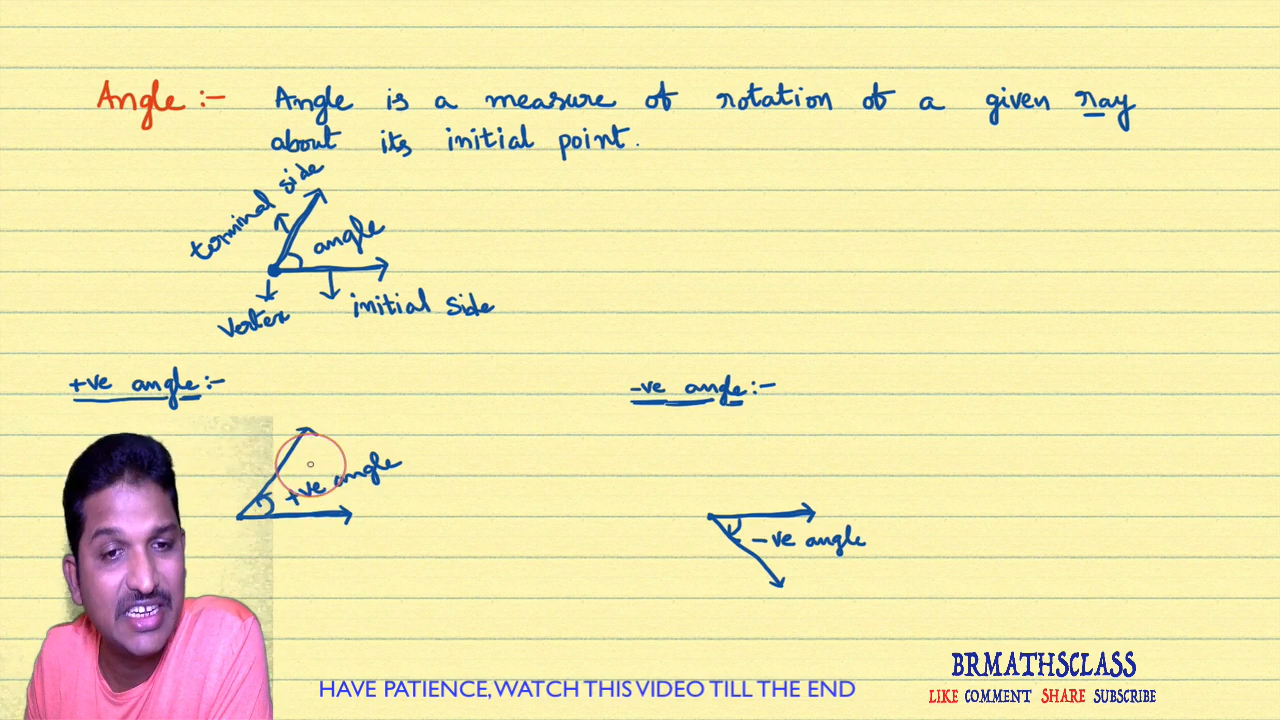 Angle :- Angle is a measure of rotation of a given ray
about its initial point.
terminal side
angle
initial side
vertex
+ve angle:-
-ve angle:-
+ve angle
-ve angle
BRMATHSCLASS
LIKE COMMENT SHARE SUBSCRIBE
HAVE PATIENCE,WATCH THIS VIDEO TILL THE END